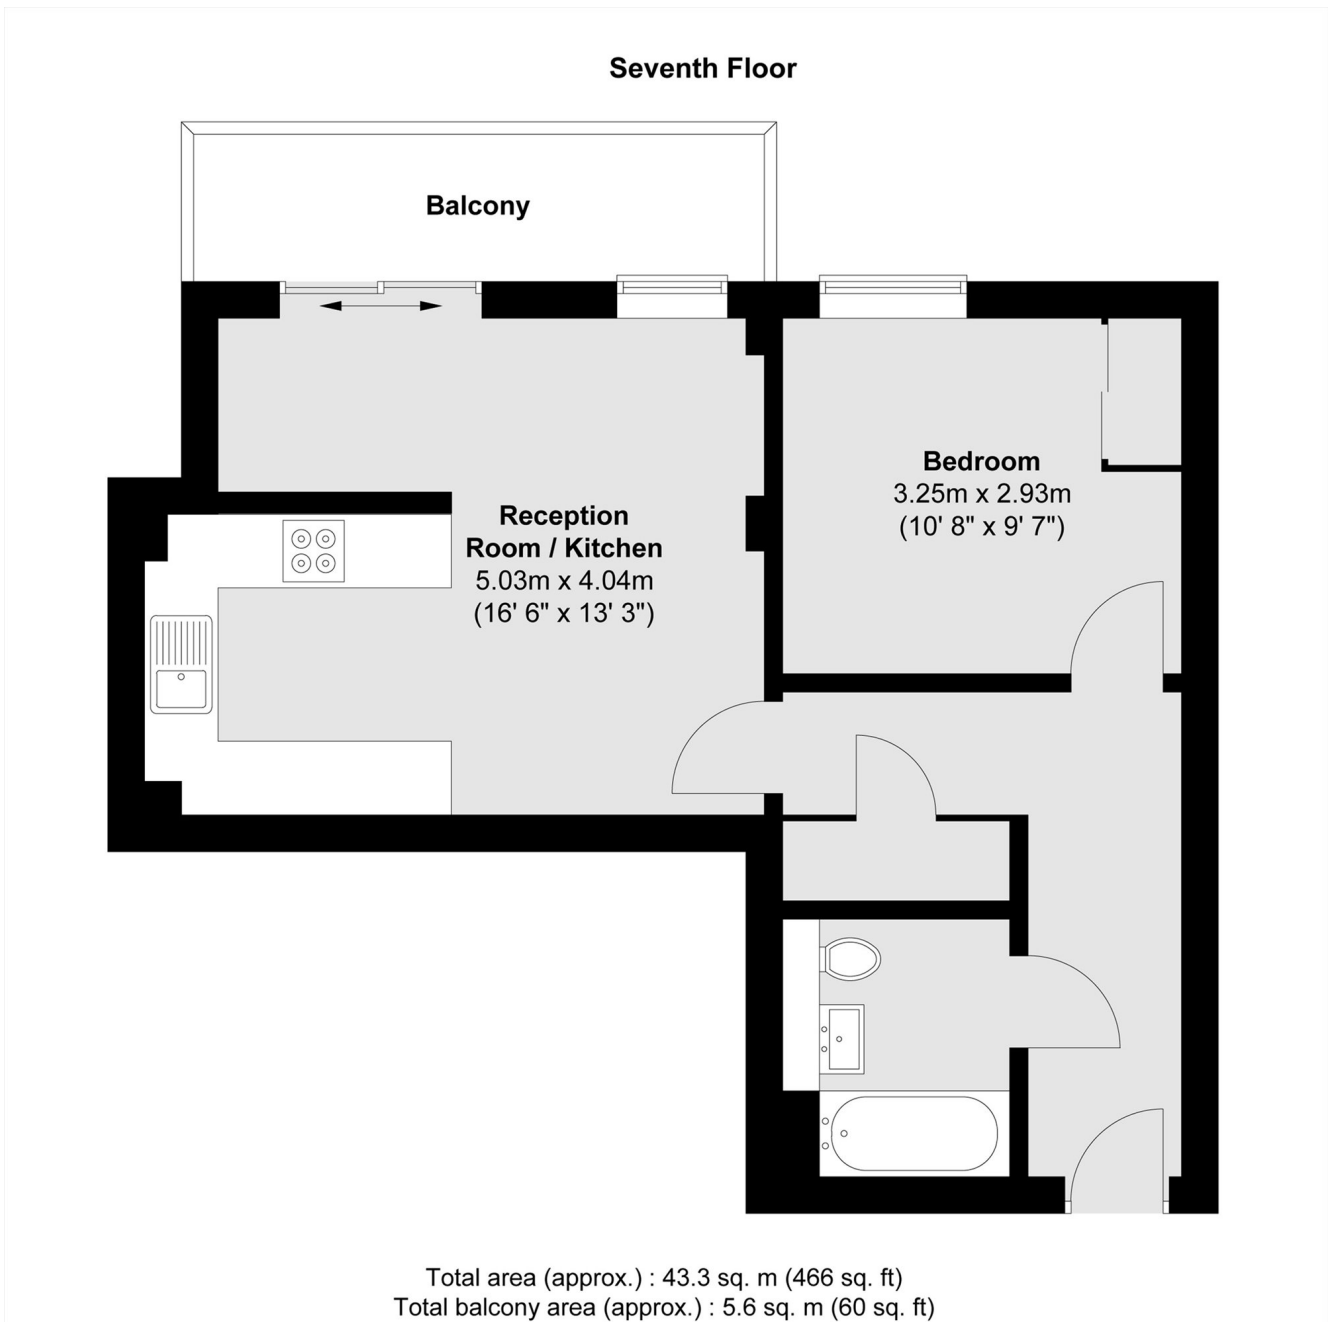 Seventh Floor
Balcony
Bedroom
3.25m x 2.93m
(10' 8" x 9' 7")
Reception
Room / Kitchen
5.03m x 4.04m
(16' 6" x 13' 3")
Total area (approx.) : 43.3 sq. m (466 sq. ft)
Total balcony area (approx.) : 5.6 sq. m (60 sq. ft)